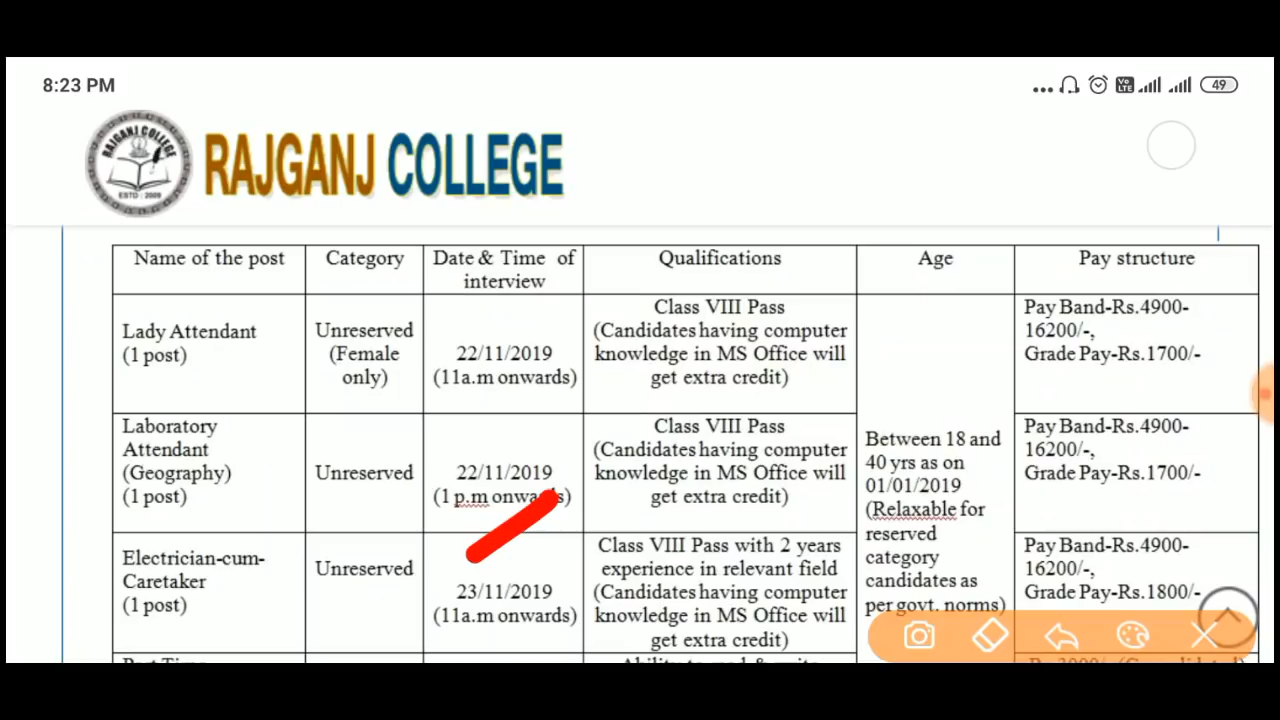 8:23 PM
Vo LTE
49
RAJGANJ COLLEGE
ESTD : 2009
RAJGANJ COLLEGE
Name of the post
Category
Date & Time of
interview
Qualifications
Age
Pay structure
Lady Attendant
(1 post)
Unreserved
(Female
only)
22/11/2019
(11a.m onwards)
Class VIII Pass
(Candidates having computer
knowledge in MS Office will
get extra credit)
Pay Band-Rs.4900-
16200/-,
Grade Pay-Rs.1700/-
Laboratory
Attendant
(Geography)
(1 post)
Unreserved
22/11/2019
(1 p.m onwards)
Class VIII Pass
(Candidates having computer
knowledge in MS Office will
get extra credit)
Between 18 and
40 yrs as on
01/01/2019
(Relaxable for
reserved
category
candidates as
per govt. norms)
Pay Band-Rs.4900-
16200/-,
Grade Pay-Rs.1700/-
Electrician-cum-
Caretaker
(1 post)
Unreserved
23/11/2019
(11a.m onwards)
Class VIII Pass with 2 years
experience in relevant field
(Candidates having computer
knowledge in MS Office will
get extra credit)
Pay Band-Rs.4900-
16200/-,
Grade Pay-Rs.1800/-